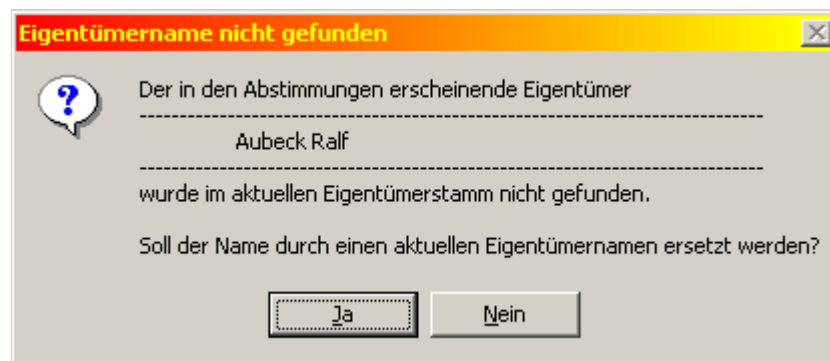 Eigentümername nicht gefunden
?
Der in den Abstimmungen erscheinende Eigentümer
------------------------------------------------------------------------------
Aubeck Ralf
------------------------------------------------------------------------------
wurde im aktuellen Eigentümerstamm nicht gefunden.
Soll der Name durch einen aktuellen Eigentümernamen ersetzt werden?
Ja Nein